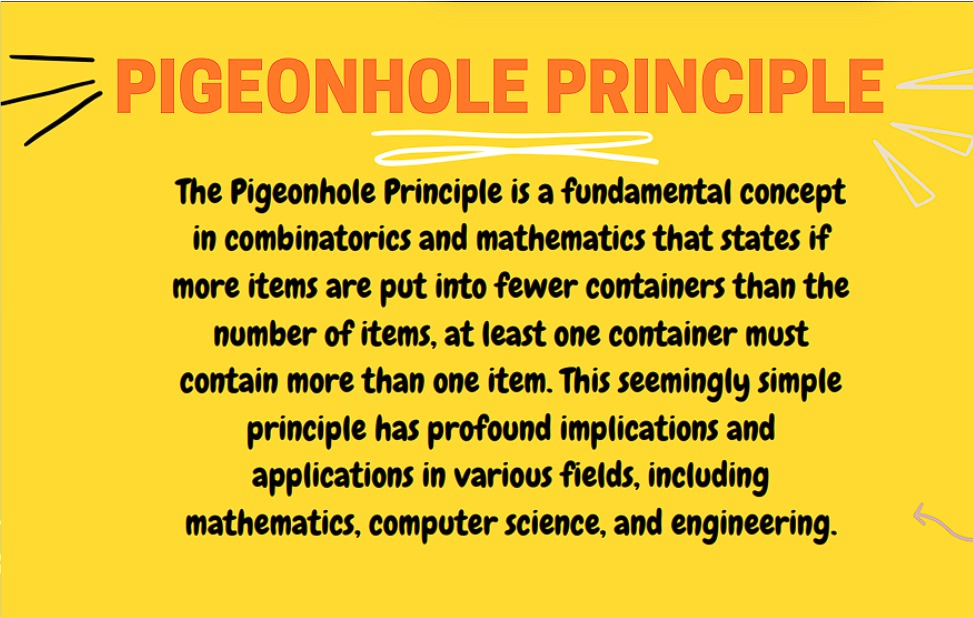 PIGEONHOLE PRINCIPLE
The Pigeonhole Principle is a fundamental concept
in combinatorics and mathematics that states if
more items are put into fewer containers than the
number of items, at least one container must
contain more than one item. This seemingly simple
principle has profound implications and
applications in various fields, including
mathematics, computer science, and engineering.